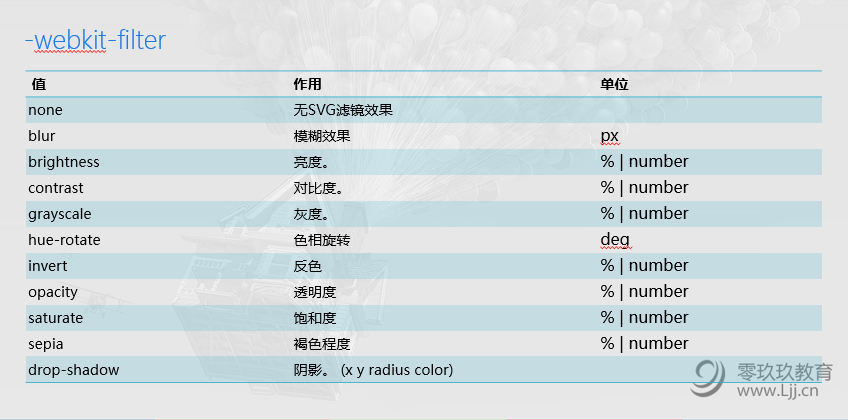 -webkit-filter
值 作用 单位
none 无SVG滤镜效果
blur 模糊效果 px
brightness 亮度。 % | number
contrast 对比度。 % | number
grayscale 灰度。 % | number
hue-rotate 色相旋转 deg
invert 反色 % | number
opacity 透明度 % | number
saturate 饱和度 % | number
sepia 褐色程度 % | number
drop-shadow 阴影。 (x y radius color)
零玖玖教育
www.Ljj.cn